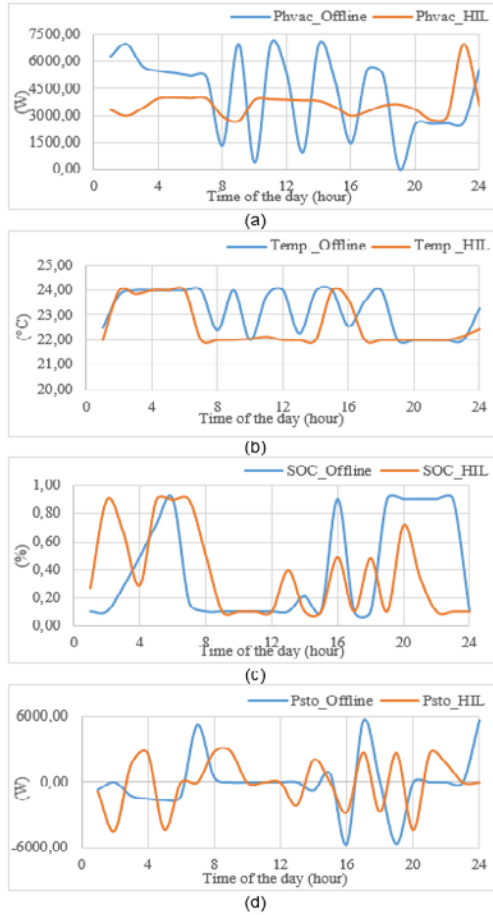 Phvac_Offline Phvac_HIL
7500,00
6000,00
4500,00
3000,00
1500,00
0,00
(W)
0 4 8 12 16 20 24
Time of the day (hour)
(a)
Temp._Offline Temp._HIL
25,00
24,00
23,00
22,00
21,00
20,00
(°C)
0 4 8 12 16 20 24
Time of the day (hour)
(b)
SOC_Offline SOC_HIL
1,00
0,80
0,60
0,40
0,20
0,00
(%)
0 4 8 12 16 20 24
Time of the day (hour)
(c)
Psto_Offline Psto_HIL
6000,00
0,00
-6000,00
(W)
0 4 8 12 16 20 24
Time of the day (hour)
(d)